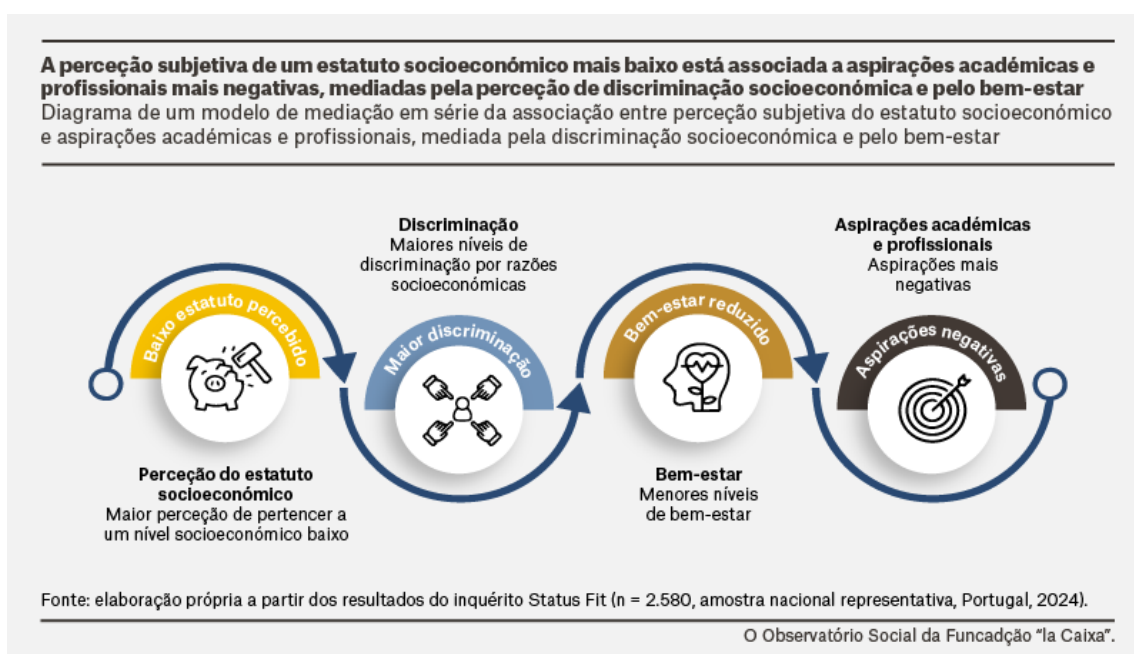 A perceção subjetiva de um estatuto socioeconómico mais baixo está associada a aspirações académicas e
profissionais mais negativas, mediadas pela perceção de discriminação socioeconómica e pelo bem-estar
Diagrama de um modelo de mediação em série da associação entre perceção subjetiva do estatuto socioeconómico
e aspirações académicas e profissionais, mediada pela discriminação socioeconómica e pelo bem-estar
Baixo estatuto percebido
Perceção do estatuto
socioeconómico
Maior perceção de pertencer a
um nível socioeconómico baixo
Discriminação
Maiores níveis de
discriminação por razões
socioeconómicas
Maior discriminação
Bem-estar reduzido
Bem-estar
Menores níveis
de bem-estar
Aspirações académicas
e profissionais
Aspirações mais
negativas
Aspirações negativas
Fonte: elaboração própria a partir dos resultados do inquérito Status Fit (n = 2.580, amostra nacional representativa, Portugal, 2024).
O Observatório Social da Funcadção “la Caixa”.